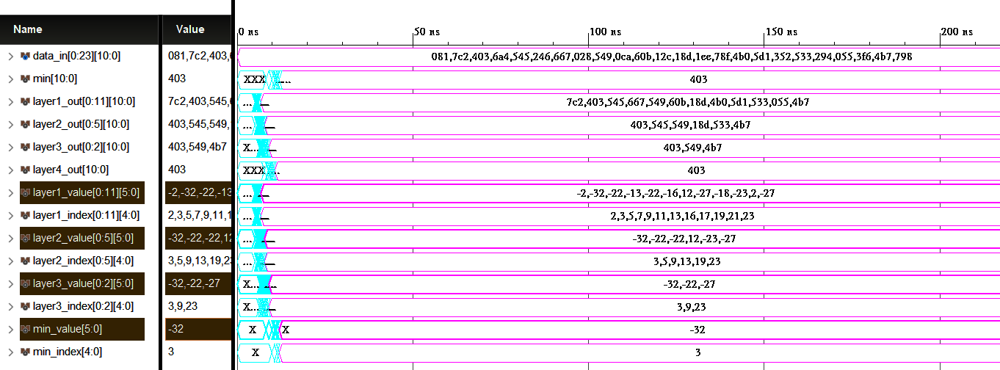 Name Value 0 ns 50 ns 100 ns 150 ns 200 ns
data_in[0:23][10:0] 081,7c2,403,6 081,7c2,403,6a4,545,246,667,028,549,0ca,60b,12c,18d,1ee,78f,4b0,5d1,352,533,294,055,3f6,4b7,798
min[10:0] 403 XXX ... 403
layer1_out[0:11][10:0] 7c2,403,545,6 ... 7c2,403,545,667,549,60b,18d,4b0,5d1,533,055,4b7
layer2_out[0:5][10:0] 403,545,549, ... 403,545,549,18d,533,4b7
layer3_out[0:2][10:0] 403,549,4b7 X... 403,549,4b7
layer4_out[10:0] 403 XXX 403
layer1_value[0:11][5:0] -2,-32,-22,-13 ... -2,-32,-22,-13,-22,-16,12,-27,-18,-23,2,-27
layer1_index[0:11][4:0] 2,3,5,7,9,11,1 ... 2,3,5,7,9,11,13,16,17,19,21,23
layer2_value[0:5][5:0] -32,-22,-22,12 ... -32,-22,-22,12,-23,-27
layer2_index[0:5][4:0] 3,5,9,13,19,23 ... 3,5,9,13,19,23
layer3_value[0:2][5:0] -32,-22,-27 X... -32,-22,-27
layer3_index[0:2][4:0] 3,9,23 X... 3,9,23
min_value[5:0] -32 X X -32
min_index[4:0] 3 X 3